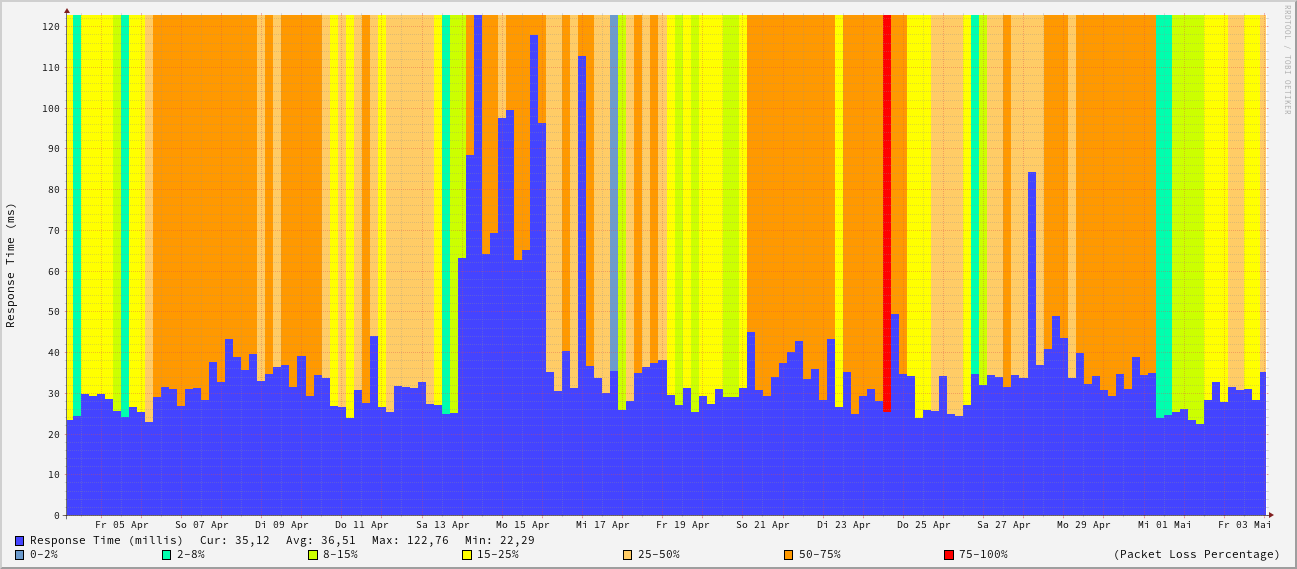 RRDTOOL / TOBI OETIKER
Response Time (ms)
120
110
100
90
80
70
60
50
40
30
20
10
0
Fr 05 Apr So 07 Apr Di 09 Apr Do 11 Apr Sa 13 Apr Mo 15 Apr Mi 17 Apr Fr 19 Apr So 21 Apr Di 23 Apr Do 25 Apr Sa 27 Apr Mo 29 Apr Mi 01 Mai Fr 03 Mai
Response Time (millis) Cur: 35,12 Avg: 36,51 Max: 122,76 Min: 22,29
0-2% 2-8% 8-15% 15-25% 25-50% 50-75% 75-100% (Packet Loss Percentage)